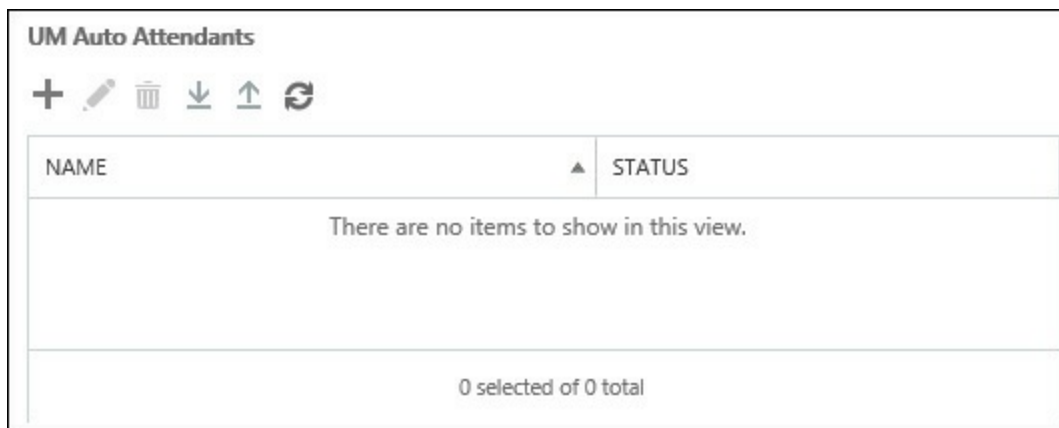 UM Auto Attendants
NAME STATUS
There are no items to show in this view.
0 selected of 0 total